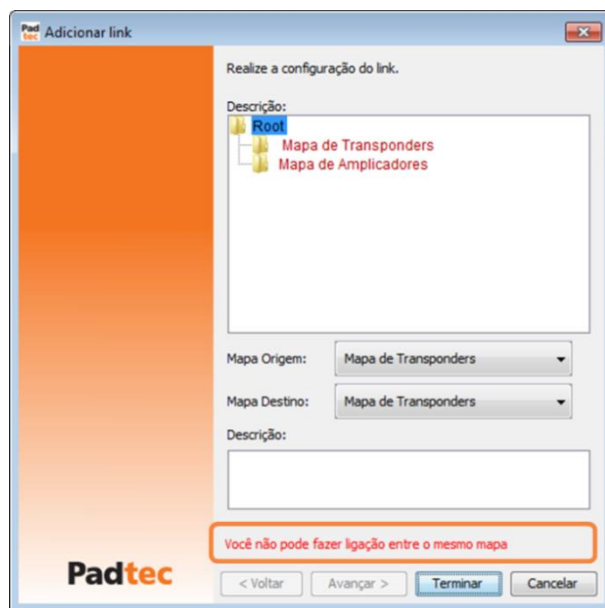 Pad
tec
Adicionar link
Realize a configuração do link.
Descrição:
Root
Mapa de Transponders
Mapa de Amplicadores
Mapa Origem: Mapa de Transponders
Mapa Destino: Mapa de Transponders
Descrição:
Você não pode fazer ligação entre o mesmo mapa
Padtec
< Voltar Avançar > Terminar Cancelar